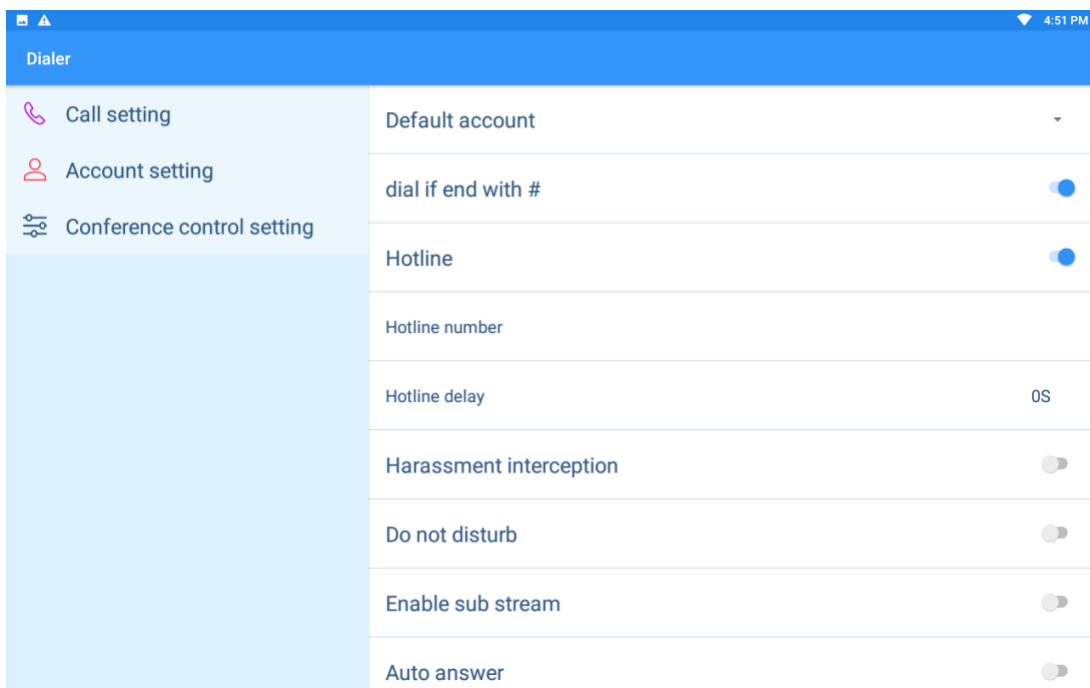 4:51 PM
Dialer
Call setting
Account setting
Conference control setting
Default account
dial if end with #
Hotline
Hotline number
Hotline delay 0S
Harassment interception
Do not disturb
Enable sub stream
Auto answer